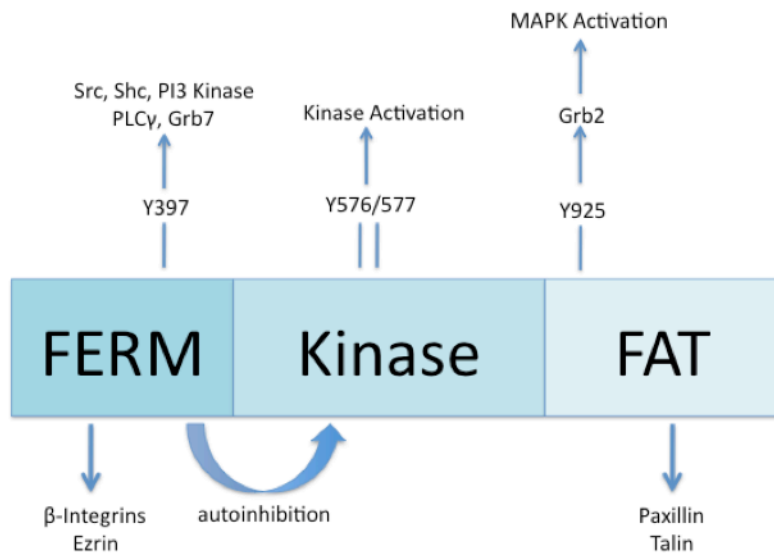 MAPK Activation
Src, Shc, PI3 Kinase
PLCγ, Grb7
Kinase Activation
Grb2
Y397
Y576/577
Y925
FERM
Kinase
FAT
β-Integrins
Ezrin
autoinhibition
Paxillin
Talin